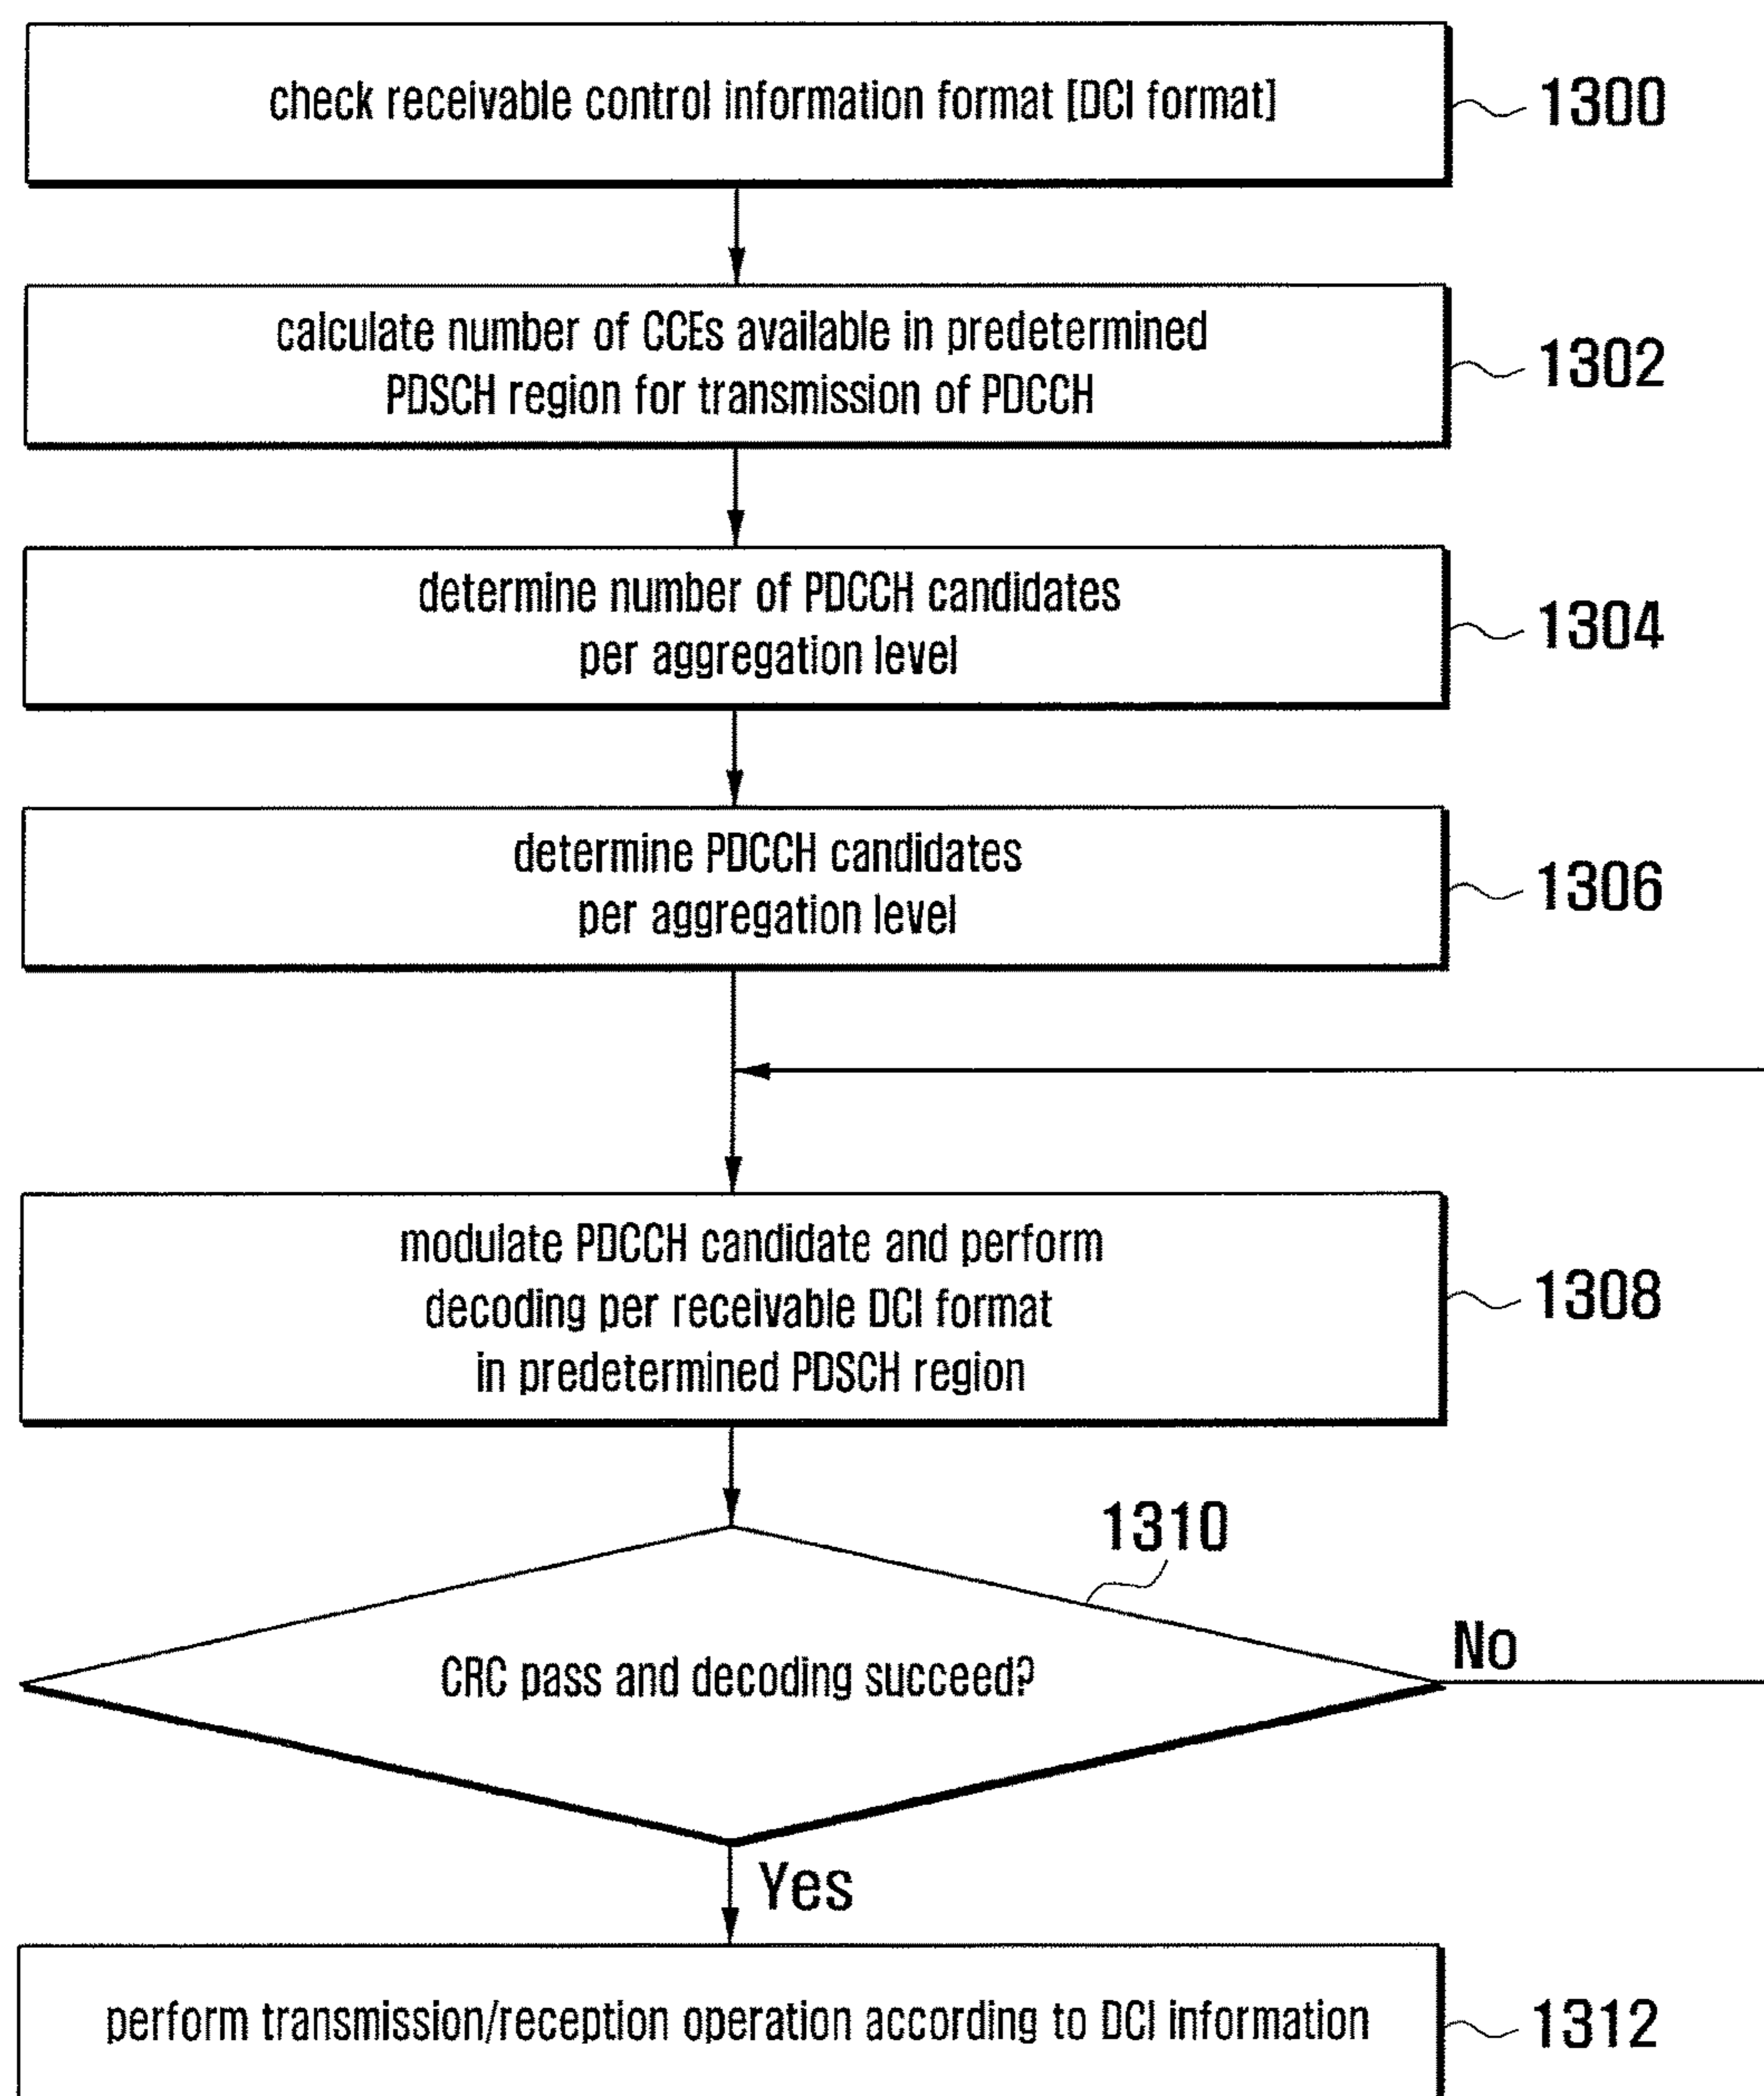 check receivable control information format [DCI format]
1300
calculate number of CCEs available in predetermined
PDSCH region for transmission of PDCCH
1302
determine number of PDCCH candidates
per aggregation level
1304
determine PDCCH candidates
per aggregation level
1306
modulate PDCCH candidate and perform
decoding per receivable DCI format
in predetermined PDSCH region
1308
1310
CRC pass and decoding succeed?
No
Yes
perform transmission/reception operation according to DCI information
1312